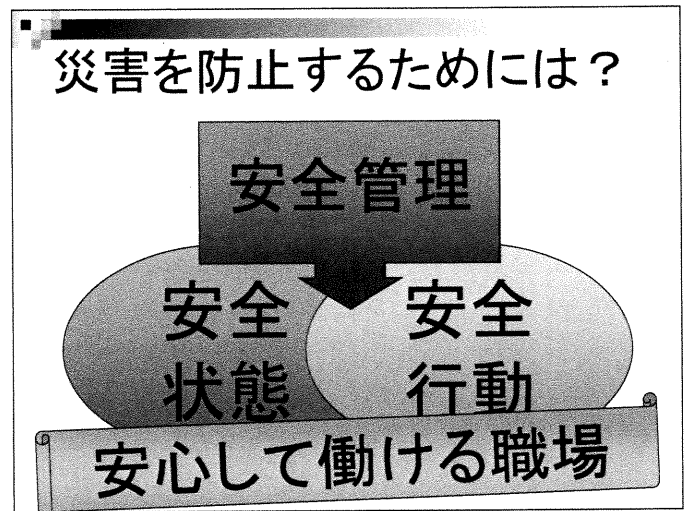 災害を防止するためには？
安全管理
安全
状態
安全
行動
安心して働ける職場